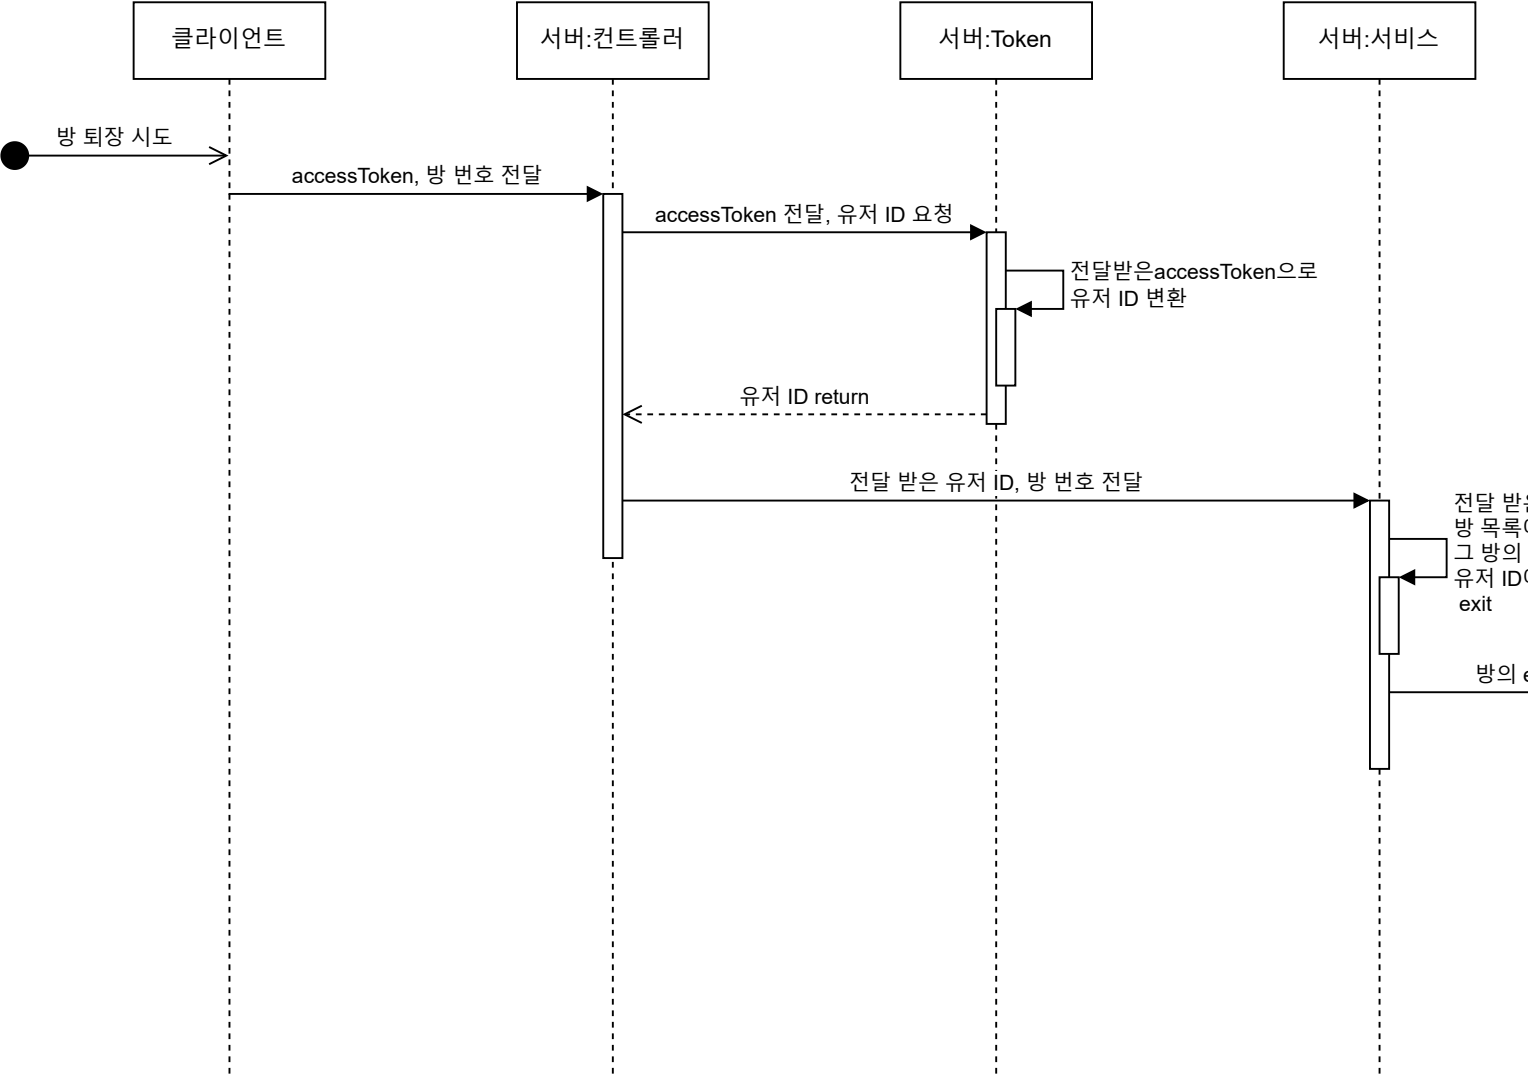 클라이언트
서버:컨트롤러
서버:Token
서버:서비스
방 퇴장 시도
accessToken, 방 번호 전달
accessToken 전달, 유저 ID 요청
전달받은accessToken으로
유저 ID 변환
유저 ID return
전달 받은 유저 ID, 방 번호 전달
전달
방
그 방의
유저
exit
방의